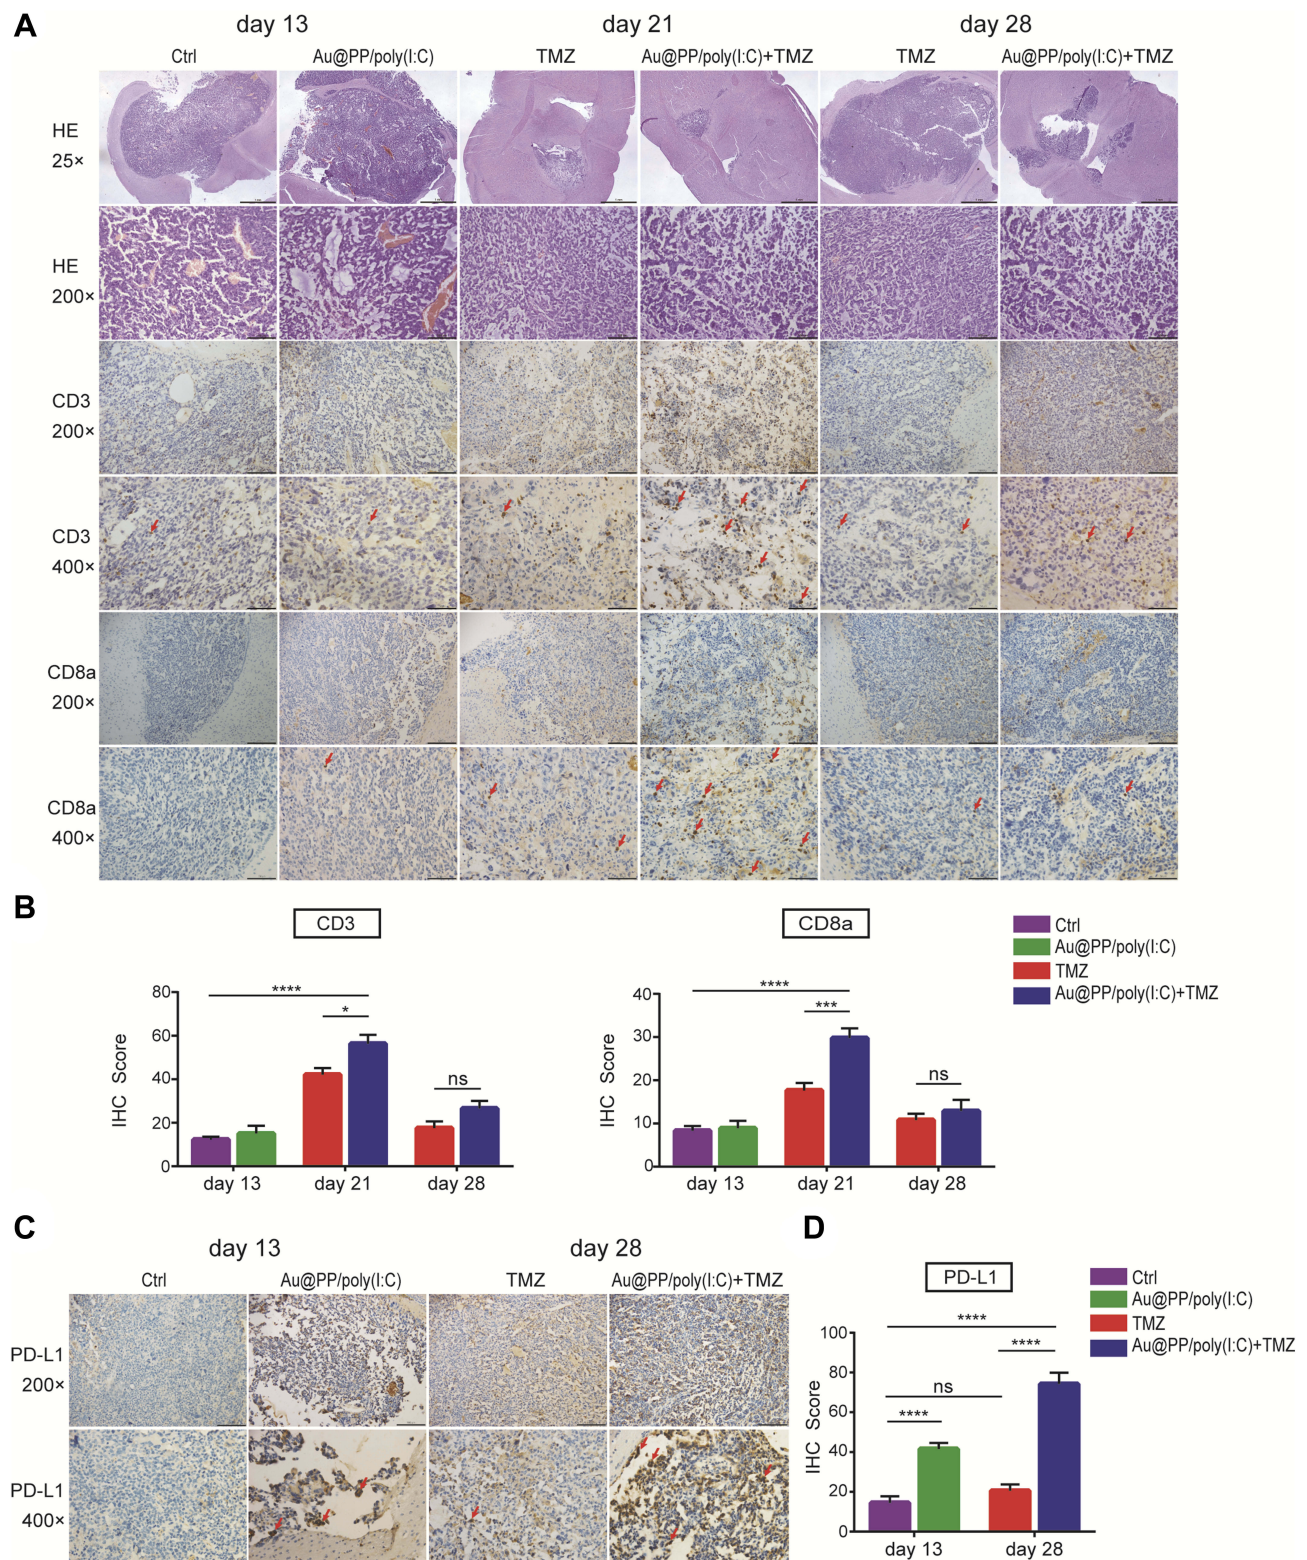 A
day 13
day 21
day 28
Ctrl
Au@PP/poly(I:C)
TMZ
Au@PP/poly(I:C)+TMZ
TMZ
Au@PP/poly(I:C)+TMZ
HE
25×
HE
200×
CD3
200×
CD3
400×
CD8a
200×
CD8a
400×
B
CD3
IHC Score
80
60
40
20
0
****
*
ns
day 13
day 21
day 28
CD8a
IHC Score
40
30
20
10
0
****
***
ns
day 13
day 21
day 28
Ctrl
Au@PP/poly(I:C)
TMZ
Au@PP/poly(I:C)+TMZ
C
day 13
day 28
Ctrl
Au@PP/poly(I:C)
TMZ
Au@PP/poly(I:C)+TMZ
PD-L1
200×
PD-L1
400×
D
PD-L1
Ctrl
Au@PP/poly(I:C)
TMZ
Au@PP/poly(I:C)+TMZ
IHC Score
100
80
60
40
20
0
****
****
ns
****
day 13
day 28